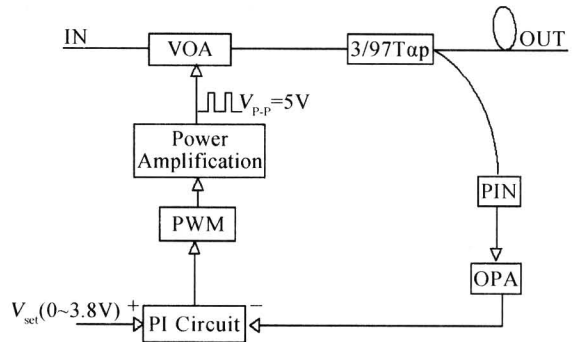 IN
VOA
3/97Tαp
OUT
V_P-P=5V
Power
Amplification
PIN
PWM
OPA
V_set(0~3.8V)
+
−
PI Circuit